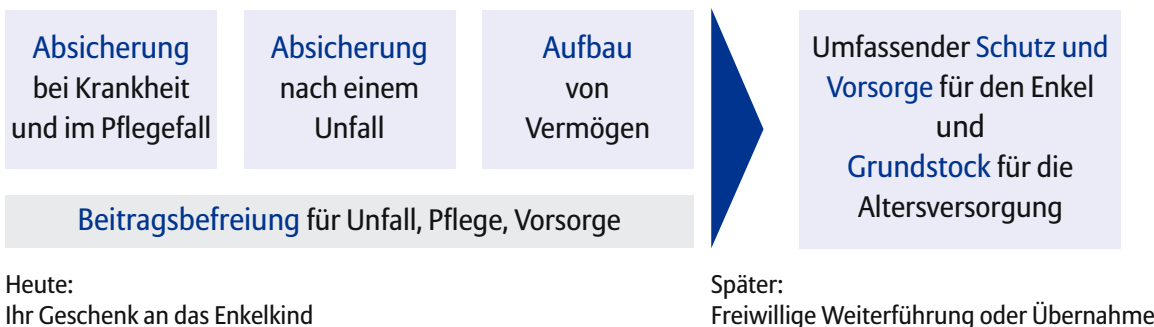 Absicherung
bei Krankheit
und im Pflegefall
Absicherung
nach einem
Unfall
Aufbau
von
Vermögen
Beitragsbefreiung für Unfall, Pflege, Vorsorge
Umfassender Schutz und
Vorsorge für den Enkel
und
Grundstock für die
Altersversorgung
Heute:
Ihr Geschenk an das Enkelkind
Später:
Freiwillige Weiterführung oder Übernahme